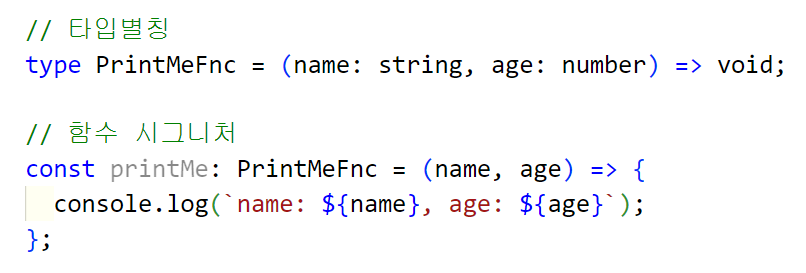 // 타입별칭
type PrintMeFnc = (name: string, age: number) => void;
// 함수 시그니처
const printMe: PrintMeFnc = (name, age) => {
console.log(`name: ${name}, age: ${age}`);
};